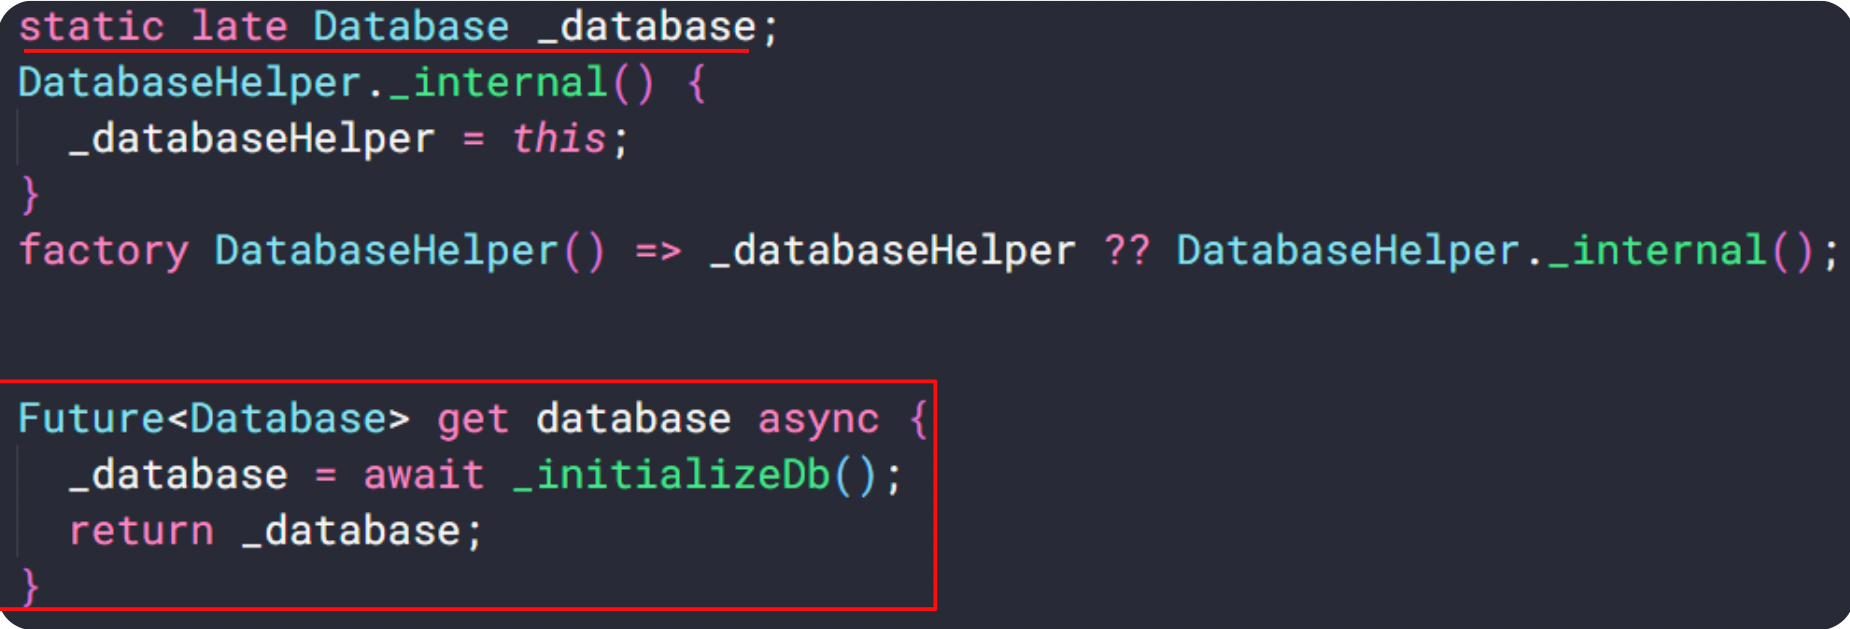 static late Database _database;
DatabaseHelper._internal() {
  _databaseHelper = this;
}
factory DatabaseHelper() => _databaseHelper ?? DatabaseHelper._internal();
Future<Database> get database async {
  _database = await _initializeDb();
  return _database;
}